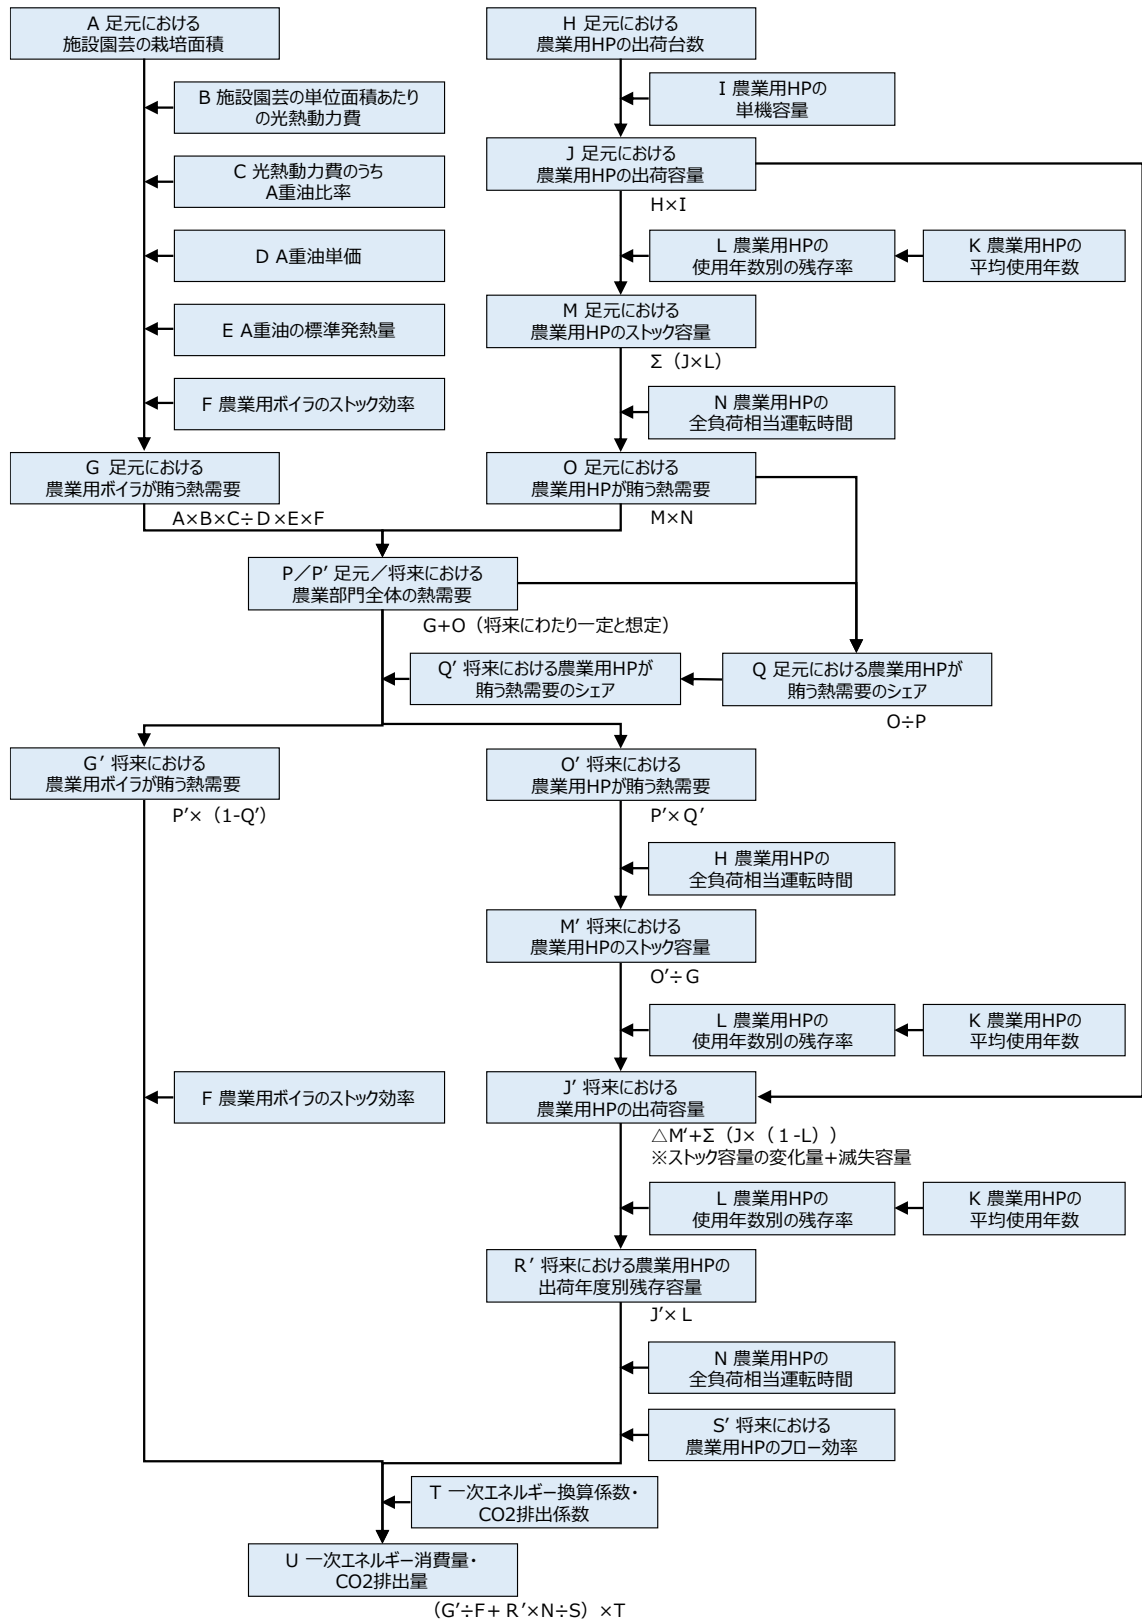 A 足元における
施設園芸の栽培面積
H 足元における
農業用HPの出荷台数
B 施設園芸の単位面積あたり
の光熱動力費
I 農業用HPの
単機容量
C 光熱動力費のうち
A重油比率
J 足元における
農業用HPの出荷容量
H×I
D A重油単価
L 農業用HPの
使用年数別の残存率
K 農業用HPの
平均使用年数
E A重油の標準発熱量
M 足元における
農業用HPのストック容量
Σ（J×L）
F 農業用ボイラのストック効率
N 農業用HPの
全負荷相当運転時間
G 足元における
農業用ボイラが賄う熱需要
A×B×C÷D×E×F
O 足元における
農業用HPが賄う熱需要
M×N
P／P′ 足元／将来における
農業部門全体の熱需要
G+O（将来にわたり一定と想定）
Q′ 将来における農業用HPが
賄う熱需要のシェア
Q 足元における農業用HPが
賄う熱需要のシェア
O÷P
G′ 将来における
農業用ボイラが賄う熱需要
P′×（1-Q′）
O′ 将来における
農業用HPが賄う熱需要
P′×Q′
H 農業用HPの
全負荷相当運転時間
M′ 将来における
農業用HPのストック容量
O′÷G
L 農業用HPの
使用年数別の残存率
K 農業用HPの
平均使用年数
F 農業用ボイラのストック効率
J′ 将来における
農業用HPの出荷容量
△M‘+Σ（J×（１-L））
※ストック容量の変化量+滅失容量
L 農業用HPの
使用年数別の残存率
K 農業用HPの
平均使用年数
R′ 将来における農業用HPの
出荷年度別残存容量
J′×L
N 農業用HPの
全負荷相当運転時間
S′ 将来における
農業用HPのフロー効率
T 一次エネルギー換算係数・
CO2排出係数
U 一次エネルギー消費量・
CO2排出量
（G′÷F+R′×N÷S）×T